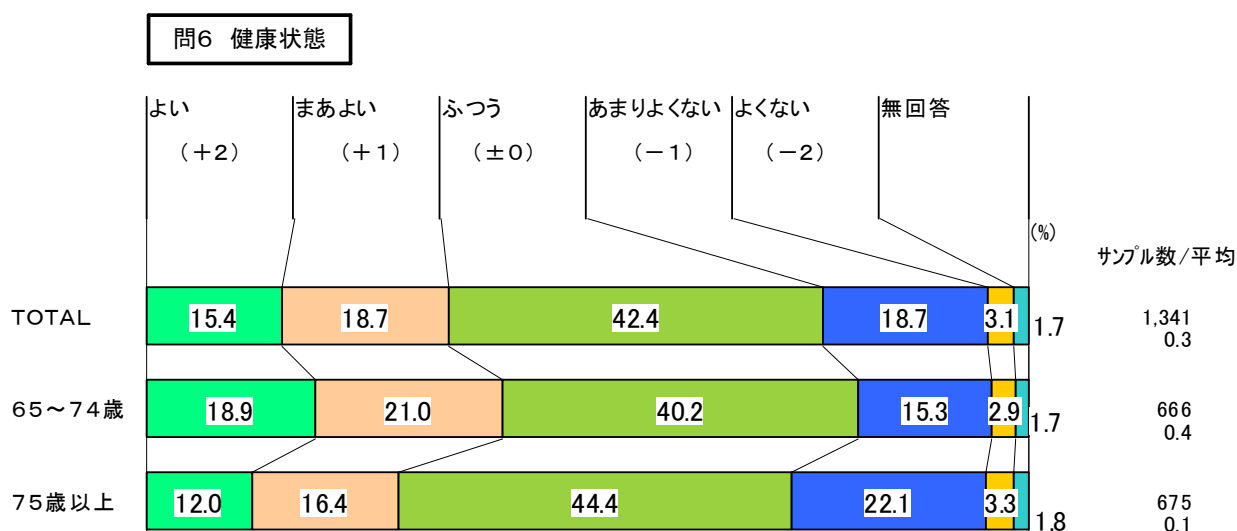 問6 健康状態
よい まあよい ふつう あまりよくない よくない 無回答
(+2) (+1) (±0) (-1) (-2)
(%)
サンプル数/平均
TOTAL 15.4 18.7 42.4 18.7 3.1 1.7 1,341
0.3
65~74歳 18.9 21.0 40.2 15.3 2.9 1.7 666
0.4
75歳以上 12.0 16.4 44.4 22.1 3.3 1.8 675
0.1